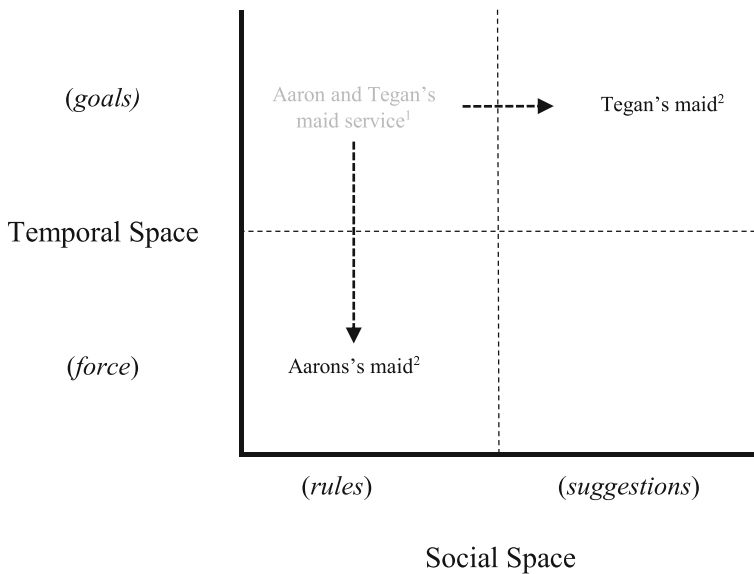 (goals)
Aaron and Tegan’s
maid service¹
Tegan’s maid²
Temporal Space
(force)
Aarons’s maid²
(rules)
(suggestions)
Social Space